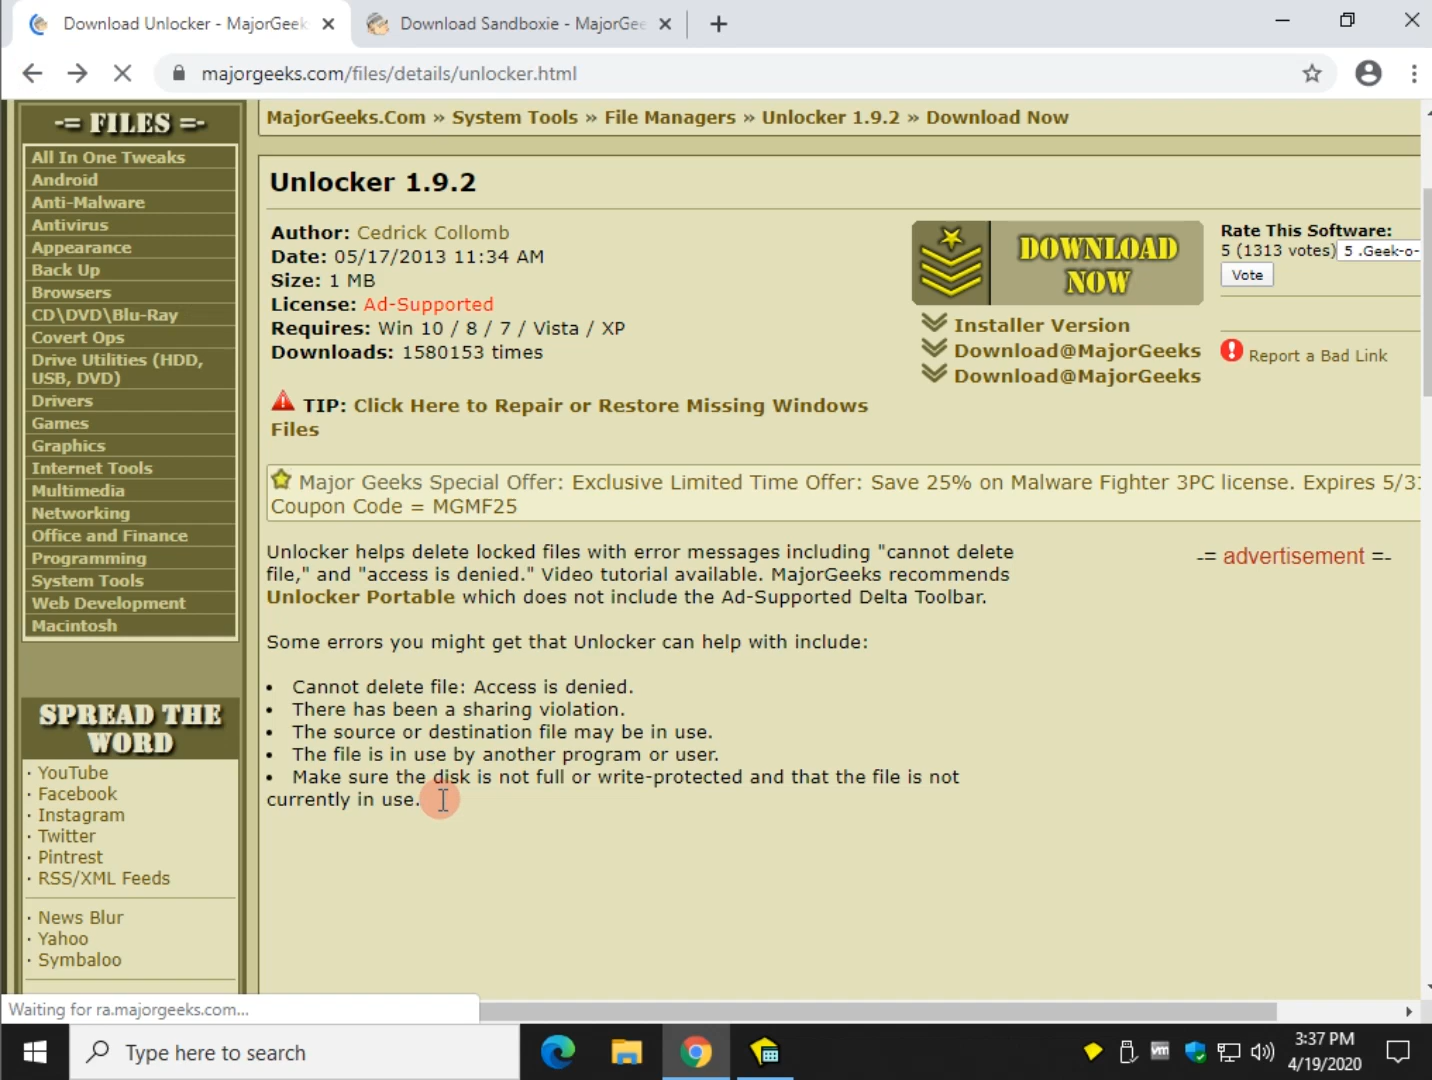 Download Unlocker - MajorGeek
Download Sandboxie - MajorGee
majorgeeks.com/files/details/unlocker.html
-= FILES =-
All In One Tweaks
Android
Anti-Malware
Antivirus
Appearance
Back Up
Browsers
CD\DVD\Blu-Ray
Covert Ops
Drive Utilities (HDD,
USB, DVD)
Drivers
Games
Graphics
Internet Tools
Multimedia
Networking
Office and Finance
Programming
System Tools
Web Development
Macintosh
SPREAD THE
WORD
· YouTube
· Facebook
· Instagram
· Twitter
· Pintrest
· RSS/XML Feeds
· News Blur
· Yahoo
· Symbaloo
MajorGeeks.Com » System Tools » File Managers » Unlocker 1.9.2 » Download Now
Unlocker 1.9.2
Author: Cedrick Collomb
Date: 05/17/2013 11:34 AM
Size: 1 MB
License: Ad-Supported
Requires: Win 10 / 8 / 7 / Vista / XP
Downloads: 1580153 times
TIP: Click Here to Repair or Restore Missing Windows
Files
DOWNLOAD
NOW
Installer Version
Download@MajorGeeks
Download@MajorGeeks
Rate This Software:
5 (1313 votes) 5 .Geek-o-
Vote
Report a Bad Link
Major Geeks Special Offer: Exclusive Limited Time Offer: Save 25% on Malware Fighter 3PC license. Expires 5/31
Coupon Code = MGMF25
Unlocker helps delete locked files with error messages including "cannot delete
file," and "access is denied." Video tutorial available. MajorGeeks recommends
Unlocker Portable which does not include the Ad-Supported Delta Toolbar.
-= advertisement =-
Some errors you might get that Unlocker can help with include:
• Cannot delete file: Access is denied.
• There has been a sharing violation.
• The source or destination file may be in use.
• The file is in use by another program or user.
• Make sure the disk is not full or write-protected and that the file is not
currently in use.
Waiting for ra.majorgeeks.com...
Type here to search
vm
3:37 PM
4/19/2020